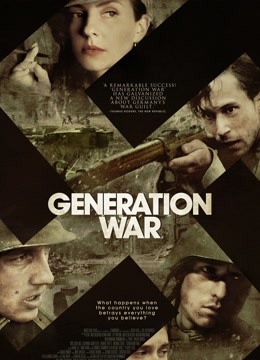 "A REMARKABLE SUCCESS!
'GENERATION WAR'
HAS GALVANIZED
A NEW DISCUSSION
ABOUT GERMANY'S
WAR GUILT."
GENERATION
WAR
What happens when
the country you love
betrays everything
you believe?